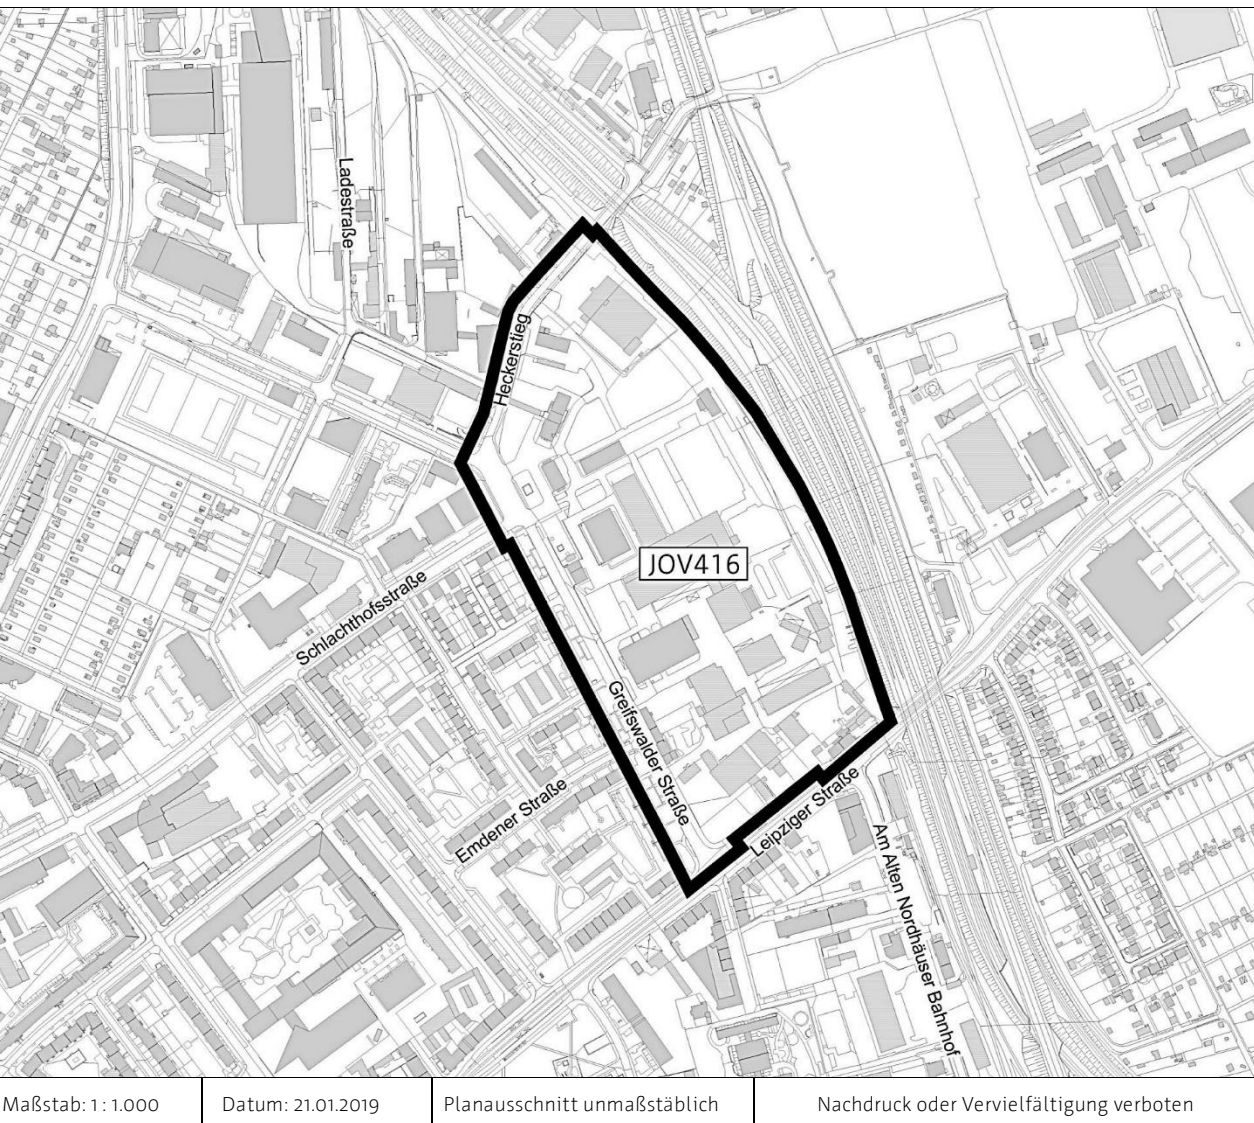 Ladestraße
Heckerstieg
JOV416
Schlachthofsstraße
Greifswalder Straße
Emdener Straße
Leipziger Straße
Am Alten Nordhäuser Bahnhof
Maßstab: 1 : 1.000
Datum: 21.01.2019
Planausschnitt unmaßstäblich
Nachdruck oder Vervielfältigung verboten